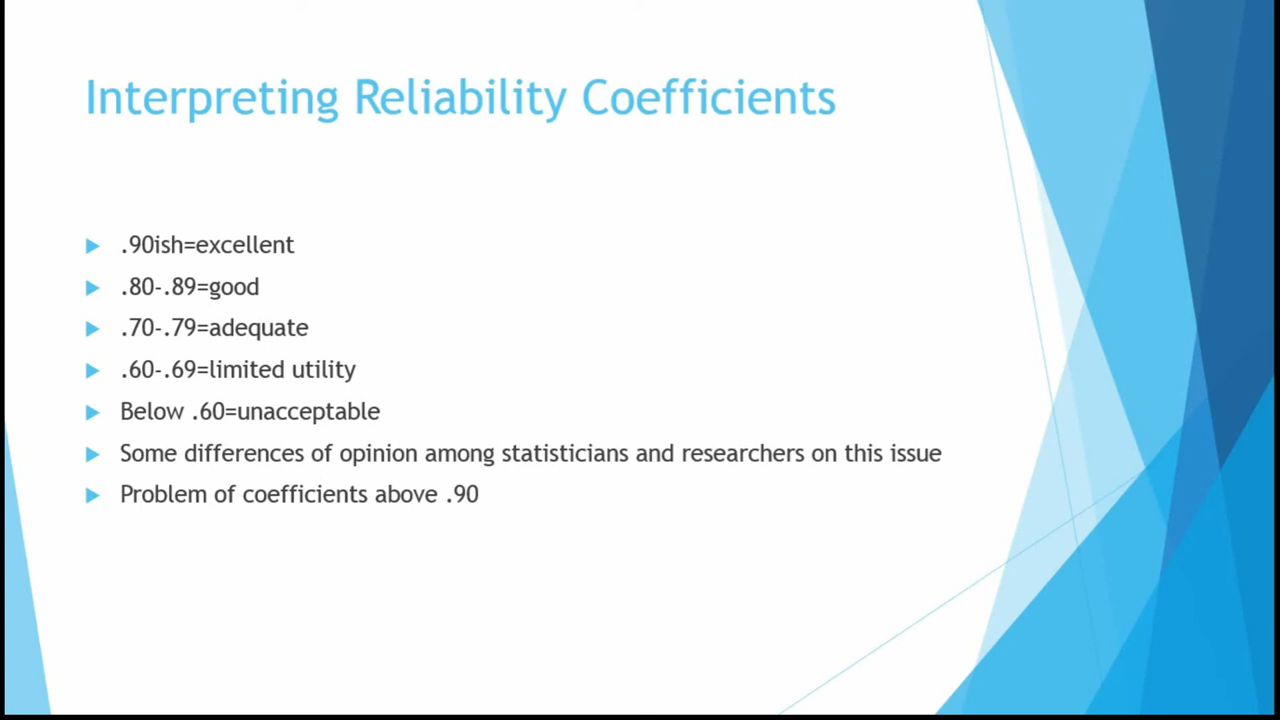 Interpreting Reliability Coefficients
.90ish=excellent
.80-.89=good
.70-.79=adequate
.60-.69=limited utility
Below .60=unacceptable
Some differences of opinion among statisticians and researchers on this issue
Problem of coefficients above .90